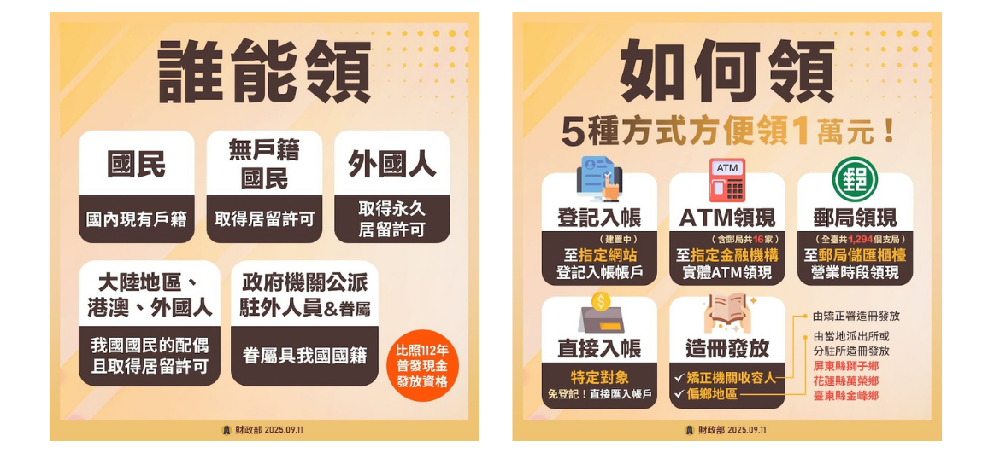 誰能領
國民
國內現有戶籍
無戶籍
國民
取得居留許可
外國人
取得永久
居留許可
大陸地區、
港澳、外國人
我國國民的配偶
且取得居留許可
政府機關公派
駐外人員&眷屬
眷屬具我國國籍
比照112年
普發現金
發放資格
財政部 2025.09.11
如何領
5種方式方便領1萬元！
登記入帳
（建置中）
至指定網站
登記入帳帳戶
ATM
ATM領現
（含郵局共16家）
至指定金融機構
實體ATM領現
郵
郵局領現
（全臺共1,294個支局）
至郵局儲匯櫃檯
營業時段領現
$
直接入帳
特定對象
免登記！直接匯入帳戶
造冊發放
✓矯正機關收容人
✓偏鄉地區
由矯正署造冊發放
由當地派出所或
分駐所造冊發放
屏東縣獅子鄉
花蓮縣萬榮鄉
臺東縣金峰鄉
財政部 2025.09.11